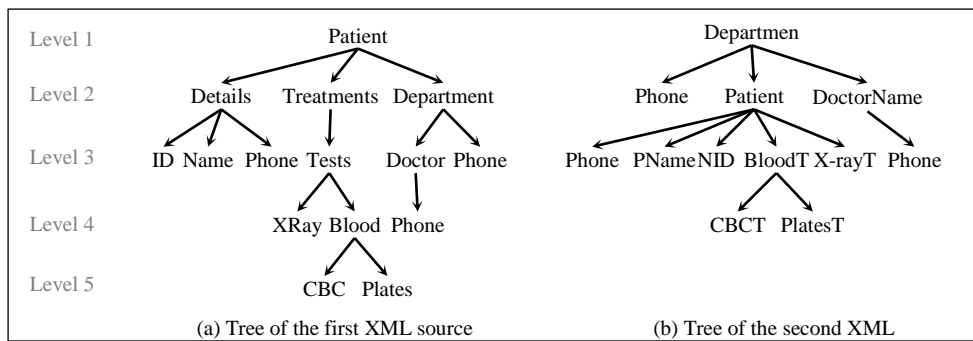 Level 1 Patient Departmen
Level 2 Details Treatments Department Phone Patient DoctorName
Level 3 ID Name Phone Tests Doctor Phone Phone PName NID BloodT X-rayT Phone
Level 4 XRay Blood Phone CBCT PlatesT
Level 5 CBC Plates
(a) Tree of the first XML source (b) Tree of the second XML